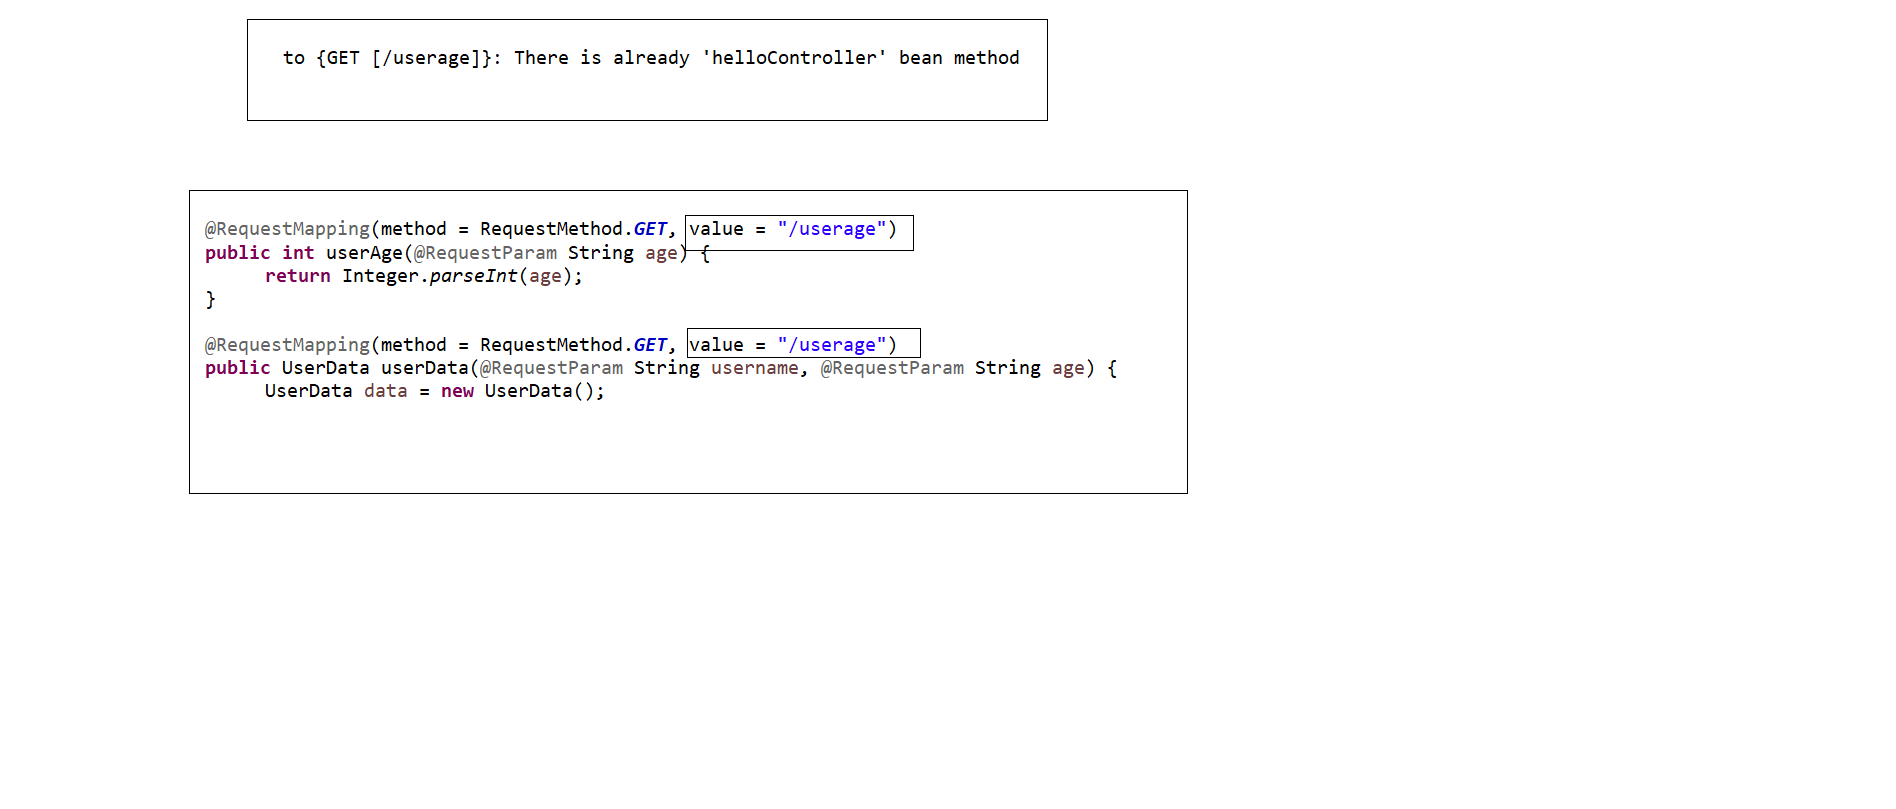 to {GET [/userage]}: There is already 'helloController' bean method
@RequestMapping(method = RequestMethod.GET, value = "/userage")
public int userAge(@RequestParam String age) {
return Integer.parseInt(age);
}
@RequestMapping(method = RequestMethod.GET, value = "/userage")
public UserData userData(@RequestParam String username, @RequestParam String age) {
UserData data = new UserData();